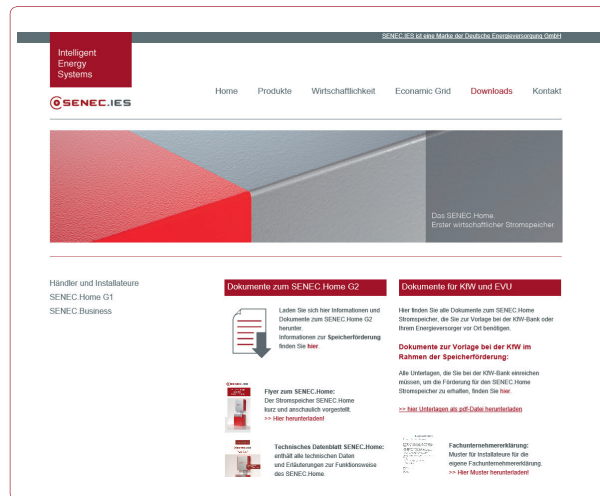 SENEC.IES ist eine Marke der Deutsche Energieversorgung GmbH
Intelligent
Energy
Systems
SENEC.IES
Home Produkte Wirtschaftlichkeit Econamic Grid Downloads Kontakt
Das SENEC.Home.
Erster wirtschaftlicher Stromspeicher.
Händler und Installateure
SENEC.Home G1
SENEC.Business
Dokumente zum SENEC.Home G2
Laden Sie sich hier Informationen und
Dokumente zum SENEC.Home G2
herunter.
Informationen zur Speicherförderung
finden Sie hier.
Flyer zum SENEC.Home:
Der Stromspeicher SENEC.Home
kurz und anschaulich vorgestellt.
>> Hier herunterladen!
Technisches Datenblatt SENEC.Home:
enthält alle technischen Daten
und Erläuterungen zur Funktionsweise
des SENEC.Home.
Dokumente für KfW und EVU
Hier finden Sie alle Dokumente zum SENEC.Home
Stromspeicher, die Sie zur Vorlage bei der KfW-Bank oder
Ihrem Energieversorger vor Ort benötigen.
Dokumente zur Vorlage bei der KfW im
Rahmen der Speicherförderung:
Alle Unterlagen, die Sie bei der KfW-Bank einreichen
müssen, um die Förderung für den SENEC.Home
Stromspeicher zu erhalten, finden Sie hier.
>> hier Unterlagen als pdf-Datei herunterladen
Fachunternehmererklärung:
Muster für Installateure für die
eigene Fachunternehmererklärung.
>> Hier Muster herunterladen!